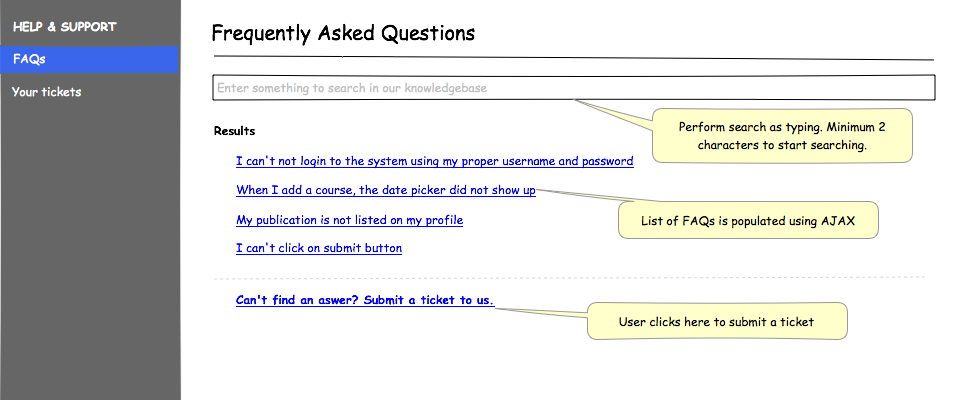 HELP & SUPPORT
FAQs
Your tickets
Frequently Asked Questions
Enter something to search in our knowledgebase
Perform search as typing. Minimum 2
characters to start searching.
Results
I can't not login to the system using my proper username and password
When I add a course, the date picker did not show up
List of FAQs is populated using AJAX
My publication is not listed on my profile
I can't click on submit button
Can't find an aswer? Submit a ticket to us.
User clicks here to submit a ticket